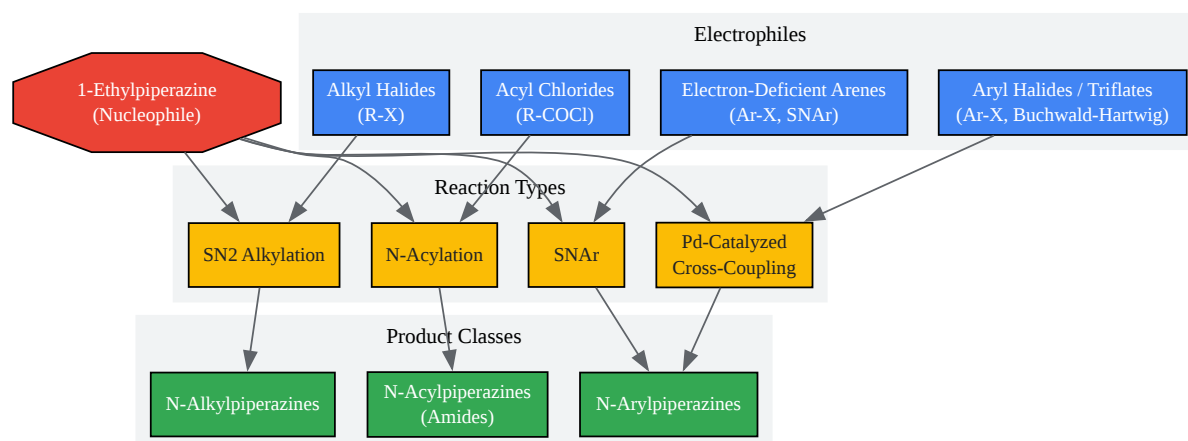 Electrophiles
1-Ethylpiperazine
(Nucleophile)
Alkyl Halides
(R-X)
Acyl Chlorides
(R-COCl)
Electron-Deficient Arenes
(Ar-X, SNAr)
Aryl Halides / Triflates
(Ar-X, Buchwald-Hartwig)
Reaction Types
SN2 Alkylation
N-Acylation
SNAr
Pd-Catalyzed
Cross-Coupling
Product Classes
N-Alkylpiperazines
N-Acylpiperazines
(Amides)
N-Arylpiperazines